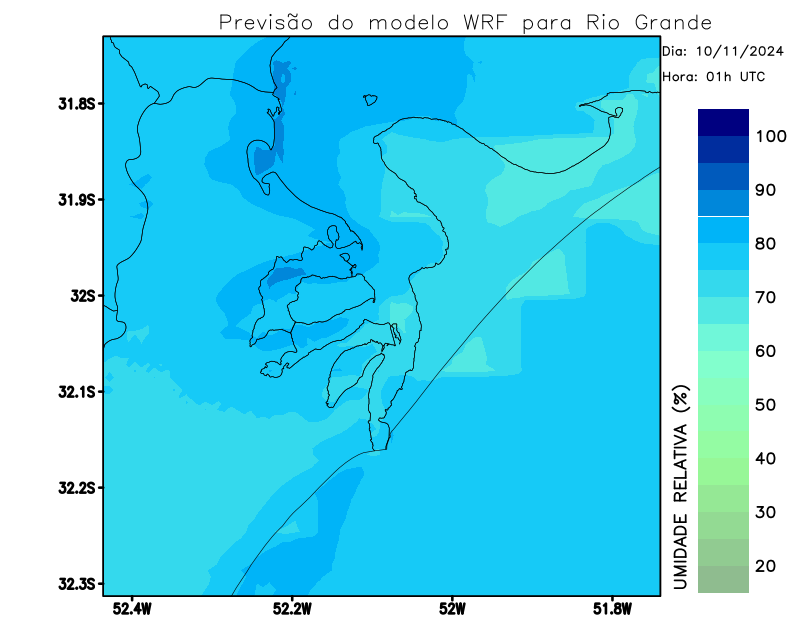 Previsão do modelo WRF para Rio Grande
Dia: 10/11/2024
Hora: 01h UTC
31.8S
31.9S
32S
32.1S
32.2S
32.3S
52.4W
52.2W
52W
51.8W
100
90
80
70
60
50
40
30
20
UMIDADE RELATIVA (%)